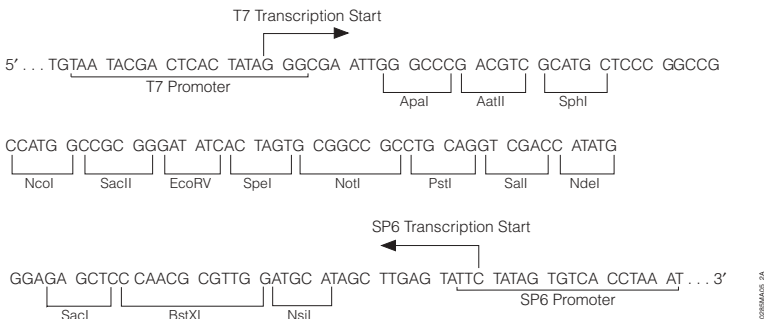 T7 Transcription Start
5′ . . . TGTAA TACGA CTCAC TATAG GGCGA ATTGG GCCCG ACGTC GCATG CTCCC GGCCG
T7 Promoter
ApaI AatII SphI
CCATG GCCGC GGGAT ATCAC TAGTG CGGCC GCCTG CAGGT CGACC ATATG
NcoI SacII EcoRV SpeI NotI PstI SalI NdeI
SP6 Transcription Start
GGAGA GCTCC CAACG CGTTG GATGC ATAGC TTGAG TATTC TATAG TGTCA CCTAA AT . . . 3′
SP6 Promoter
SacI BstXI NsiI
0285MA05_2A